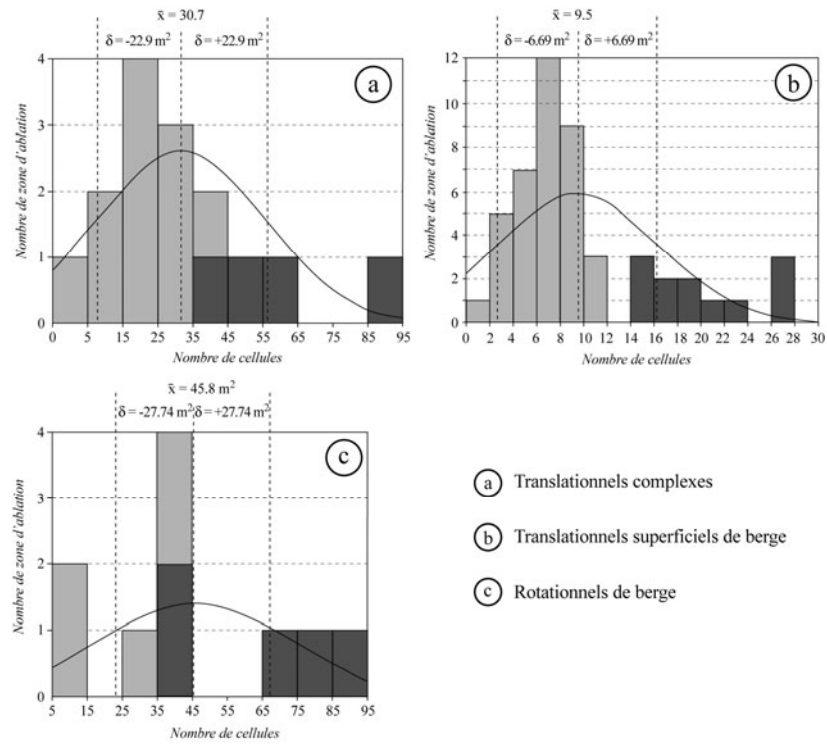 x̄ = 30.7
δ = -22.9 m² δ = +22.9 m²
Nombre de zone d'ablation
4
3
2
1
0
0 5 15 25 35 45 55 65 75 85 95
Nombre de cellules
a
x̄ = 9.5
δ = -6.69 m² δ = +6.69 m²
Nombre de zone d'ablation
12
10
8
6
4
2
0
0 2 4 6 8 10 12 14 16 18 20 22 24 26 28 30
Nombre de cellules
b
x̄ = 45.8 m²
δ = -27.74 m² δ = +27.74 m²
Nombre de zone d'ablation
4
3
2
1
0
5 15 25 35 45 55 65 75 85 95
Nombre de cellules
c
a Translationnels complexes
b Translationnels superficiels de berge
c Rotationnels de berge